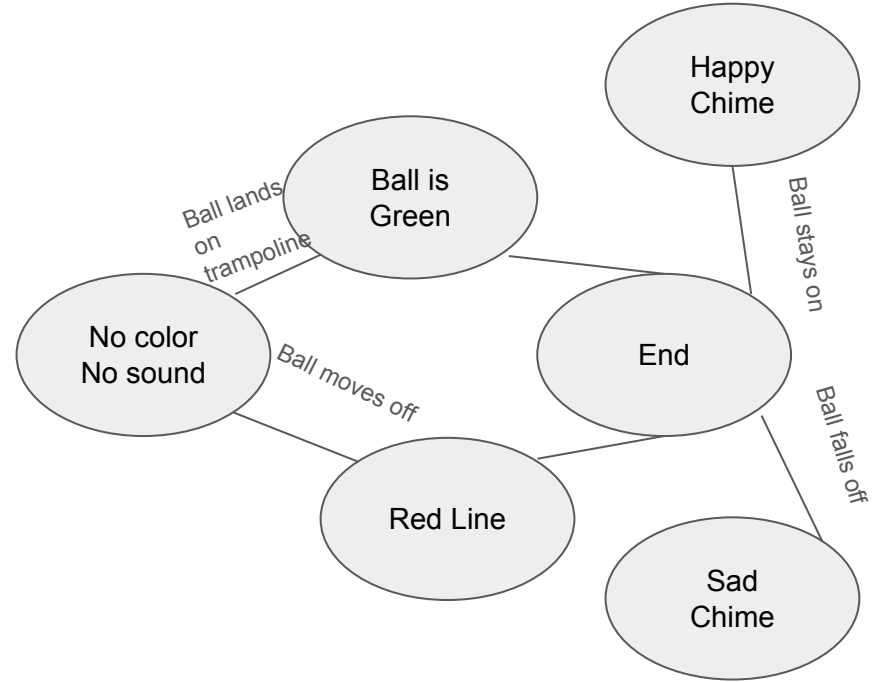 Happy
Chime
Ball is
Green
Ball lands
on
trampoline
Ball stays on
No color
No sound
Ball moves off
End
Ball falls off
Red Line
Sad
Chime